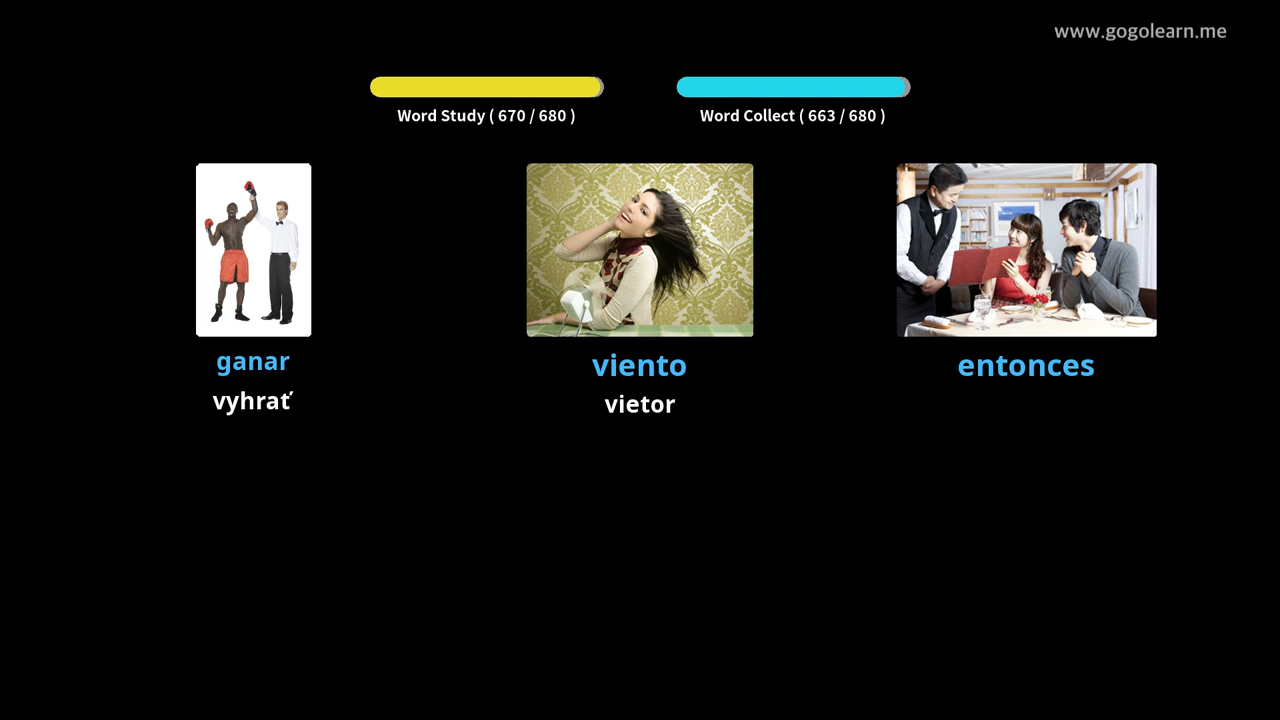 www.gogolearn.me
Word Study ( 670 / 680 )
Word Collect ( 663 / 680 )
ganar
vyhrať
viento
vietor
entonces